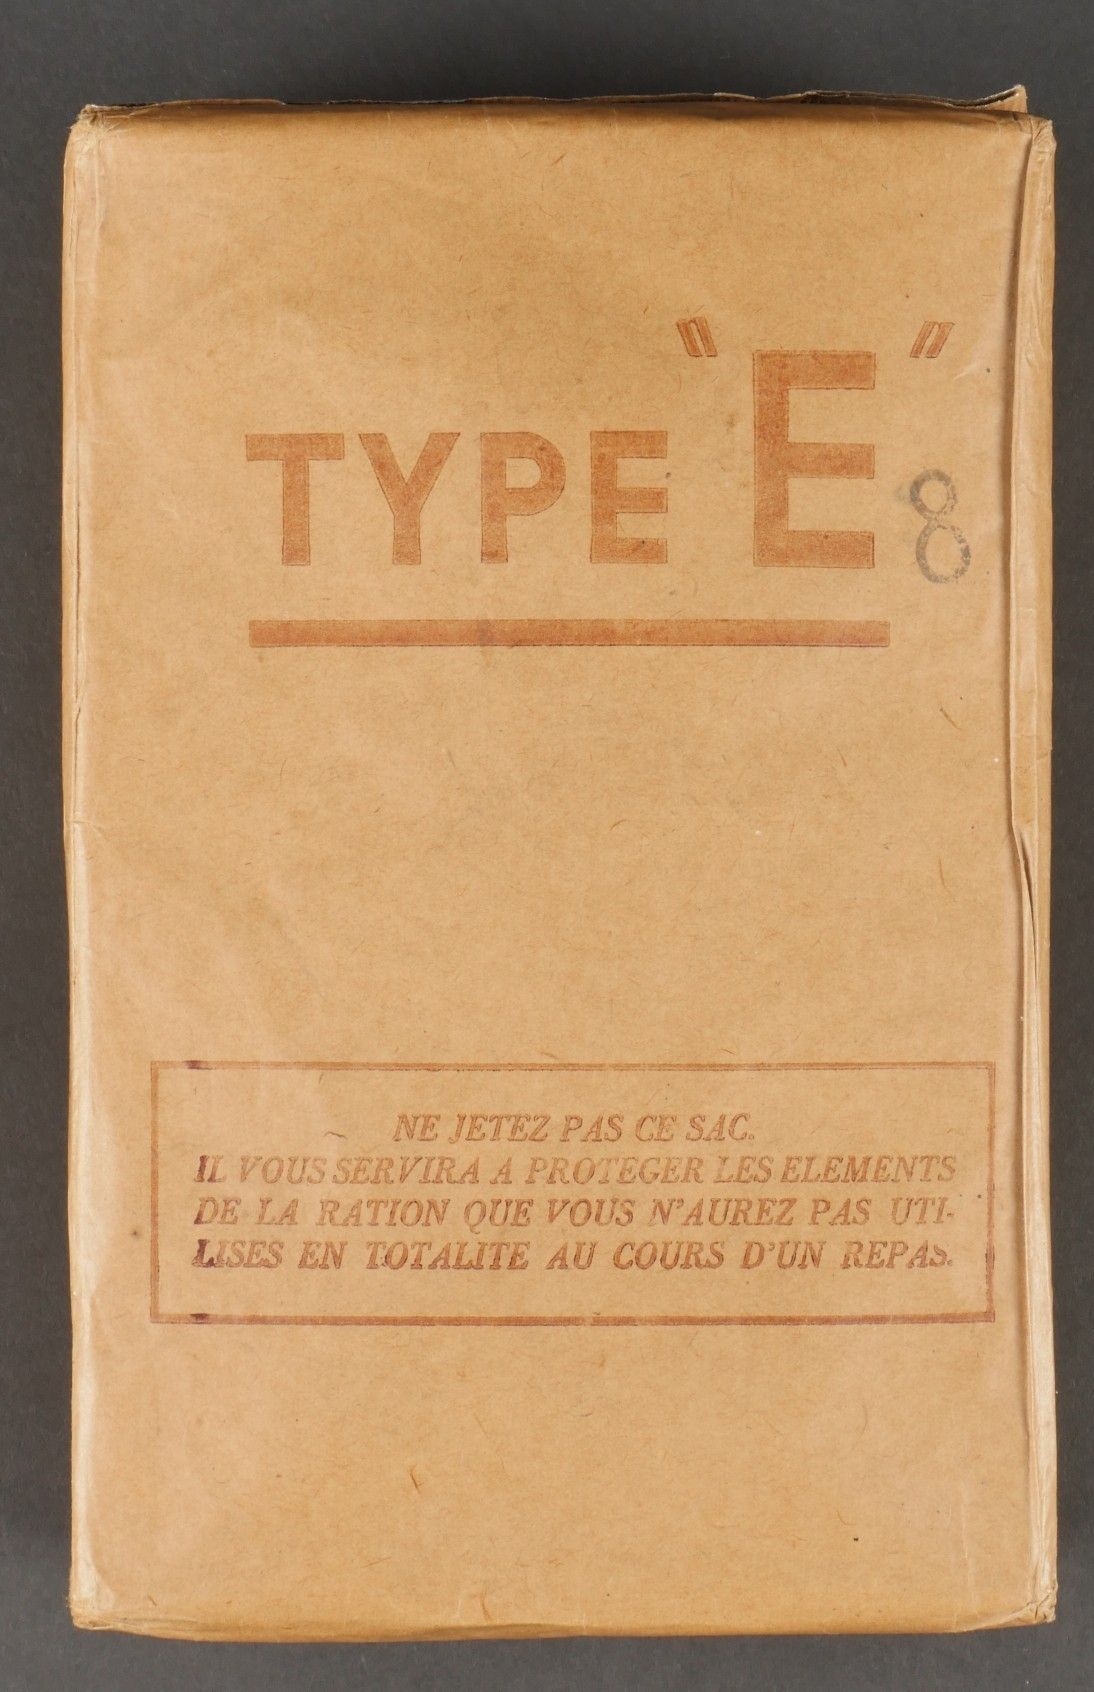 TYPE "E"
8
NE JETEZ PAS CE SAC.
IL VOUS SERVIRA A PROTEGER LES ELEMENTS
DE LA RATION QUE VOUS N'AUREZ PAS UTI-
LISES EN TOTALITE AU COURS D'UN REPAS.